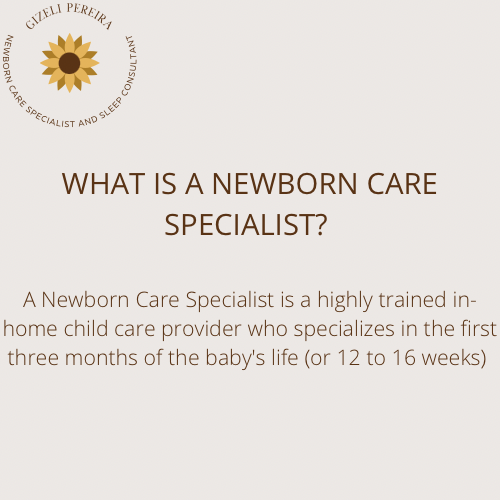 GIZELI PEREIRA
NEWBORN CARE SPECIALIST AND SLEEP CONSULTANT
WHAT IS A NEWBORN CARE
SPECIALIST?
A Newborn Care Specialist is a highly trained in-
home child care provider who specializes in the first
three months of the baby's life (or 12 to 16 weeks)